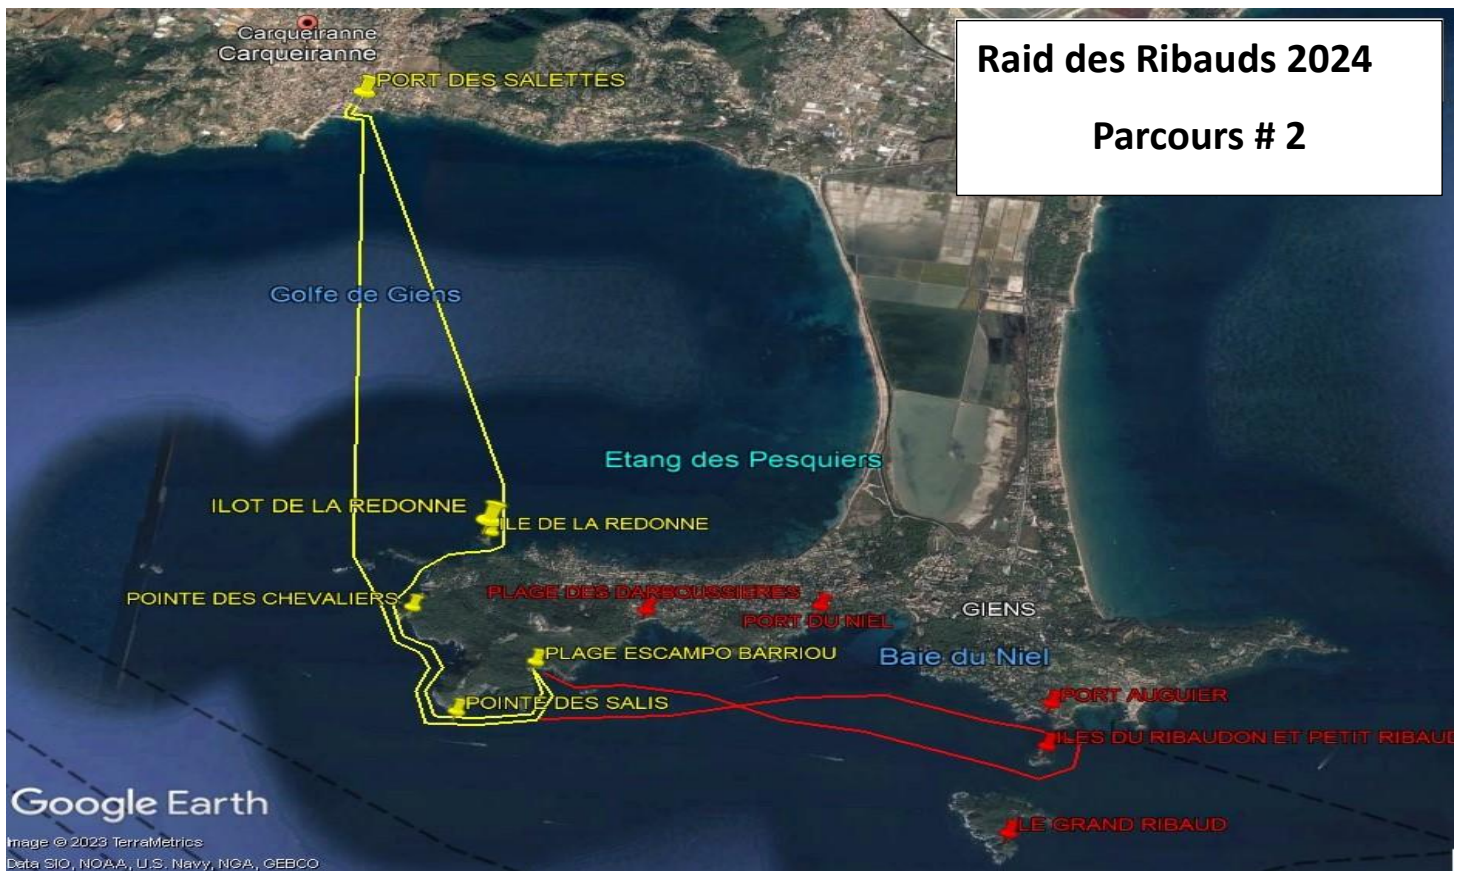 Carqueiranne
Carqueiranne
PORT DES SALETTES
Raid des Ribauds 2024
Parcours # 2
Golfe de Giens
Etang des Pesquiers
ILOT DE LA REDONNE
ILE DE LA REDONNE
POINTE DES CHEVALIERS
PLAGE DES DARBOUSSIERES
PORT DU NIEL
GIENS
PLAGE ESCAMPO BARRIOU
Baie du Niel
POINTE DES SALIS
PORT AUGUIER
ILES DU RIBAUDON ET PETIT RIBAUD
Google Earth
LE GRAND RIBAUD
Image © 2023 TerraMetrics
Data SIO, NOAA, U.S. Navy, NGA, GEBCO